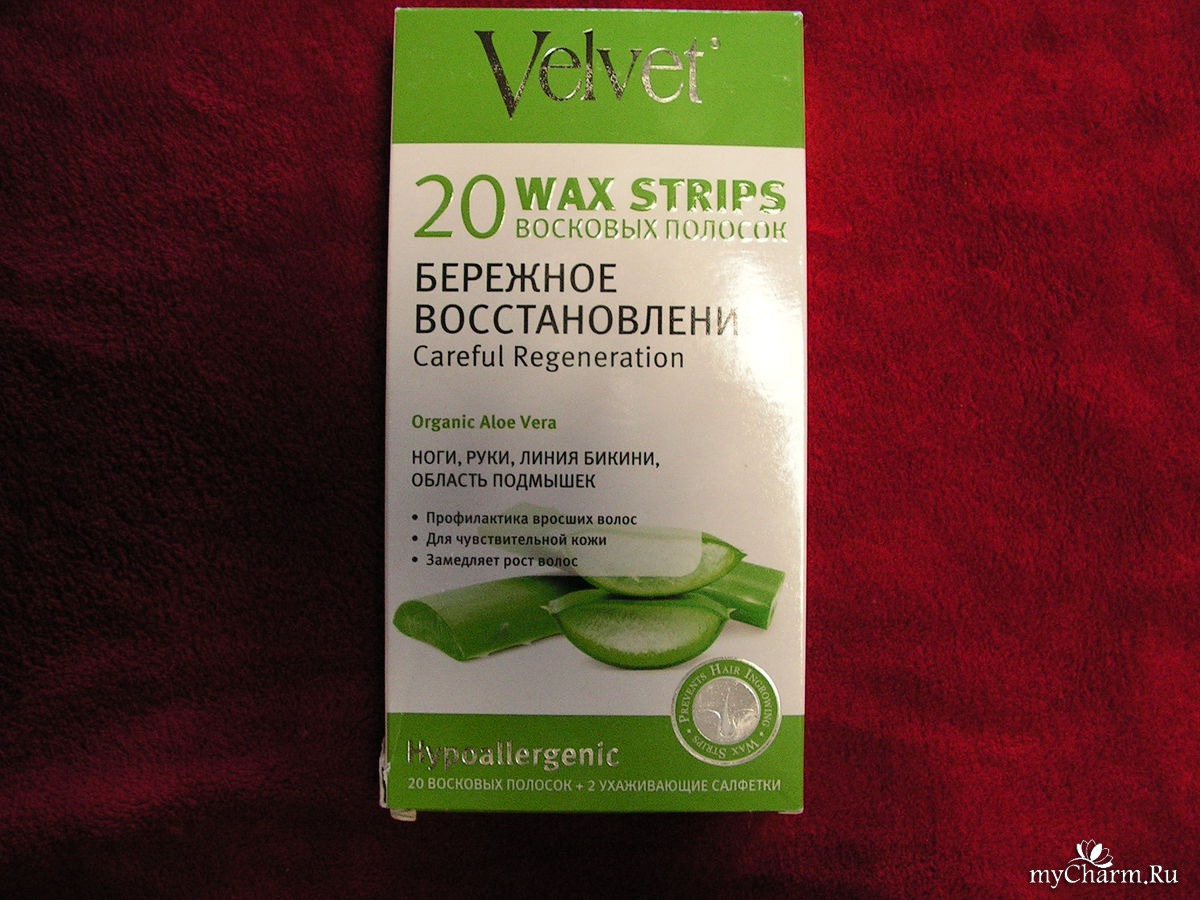 Velvet
20 WAX STRIPS
ВОСКОВЫХ ПОЛОСОК
БЕРЕЖНОЕ
ВОССТАНОВЛЕНИ
Careful Regeneration
Organic Aloe Vera
НОГИ, РУКИ, ЛИНИЯ БИКИНИ,
ОБЛАСТЬ ПОДМЫШЕК
• Профилактика вросших волос
• Для чувствительной кожи
• Замедляет рост волос
PREVENTS HAIR INGROWING • WAX STRIPS •
Hypoallergenic
20 ВОСКОВЫХ ПОЛОСОК + 2 УХАЖИВАЮЩИЕ САЛФЕТКИ
myCharm.Ru